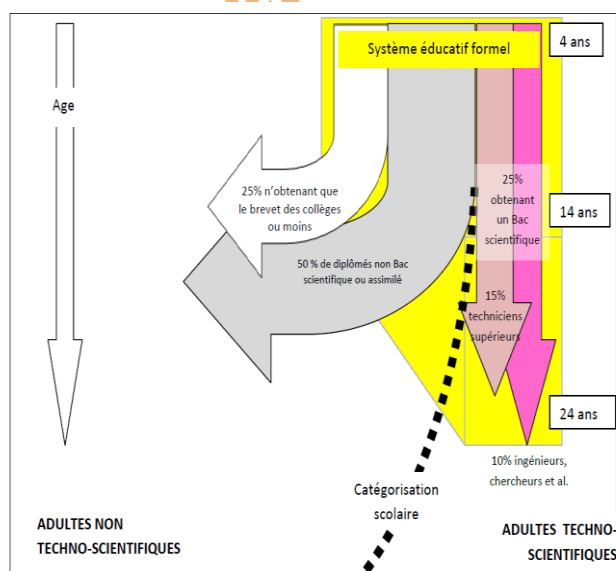 Système éducatif formel
4 ans
Age
25% n'obtenant que
le brevet des collèges
ou moins
25%
obtenant
un Bac
scientifique
14 ans
50 % de diplômés non Bac
scientifique ou assimilé
15%
techniciens
supérieurs
24 ans
10% ingénieurs,
chercheurs et al.
Catégorisation
scolaire
ADULTES NON
TECHNO-SCIENTIFIQUES
ADULTES TECHNO-
SCIENTIFIQUES